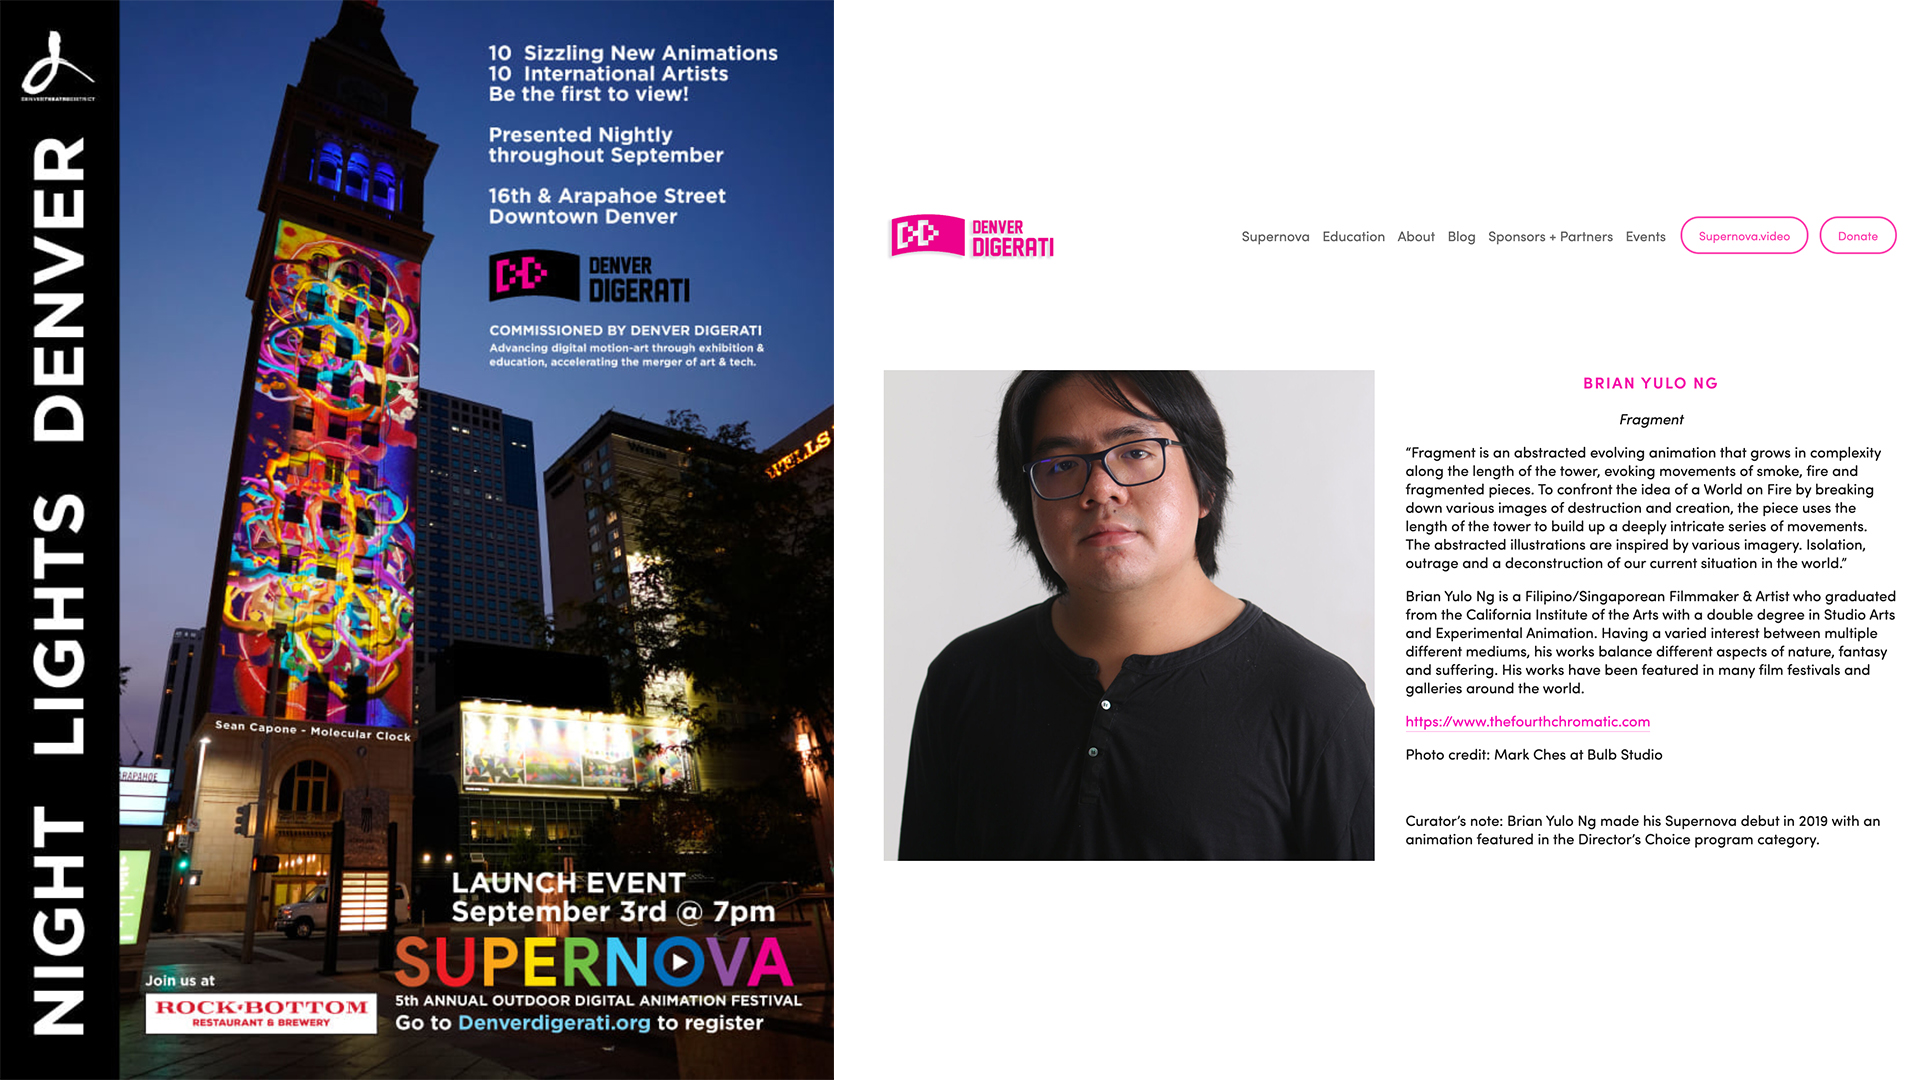 DENVERTHEATREDISTRICT
NIGHT LIGHTS DENVER
10 Sizzling New Animations
10 International Artists
Be the first to view!
Presented Nightly
throughout September
16th & Arapahoe Street
Downtown Denver
DENVER
DIGERATI
COMMISSIONED BY DENVER DIGERATI
Advancing digital motion-art through exhibition &
education, accelerating the merger of art & tech.
WELLS
Sean Capone - Molecular Clock
ARAPAHOE
LAUNCH EVENT
September 3rd @ 7pm
SUPERNOVA
5th ANNUAL OUTDOOR DIGITAL ANIMATION FESTIVAL
Go to Denverdigerati.org to register
Join us at
ROCK BOTTOM
RESTAURANT & BREWERY
DENVER
DIGERATI
Supernova Education About Blog Sponsors + Partners Events Supernova.video Donate
BRIAN YULO NG
Fragment
“Fragment is an abstracted evolving animation that grows in complexity
along the length of the tower, evoking movements of smoke, fire and
fragmented pieces. To confront the idea of a World on Fire by breaking
down various images of destruction and creation, the piece uses the
length of the tower to build up a deeply intricate series of movements.
The abstracted illustrations are inspired by various imagery. Isolation,
outrage and a deconstruction of our current situation in the world.”
Brian Yulo Ng is a Filipino/Singaporean Filmmaker & Artist who graduated
from the California Institute of the Arts with a double degree in Studio Arts
and Experimental Animation. Having a varied interest between multiple
different mediums, his works balance different aspects of nature, fantasy
and suffering. His works have been featured in many film festivals and
galleries around the world.
https://www.thefourthchromatic.com
Photo credit: Mark Ches at Bulb Studio
Curator’s note: Brian Yulo Ng made his Supernova debut in 2019 with an
animation featured in the Director’s Choice program category.